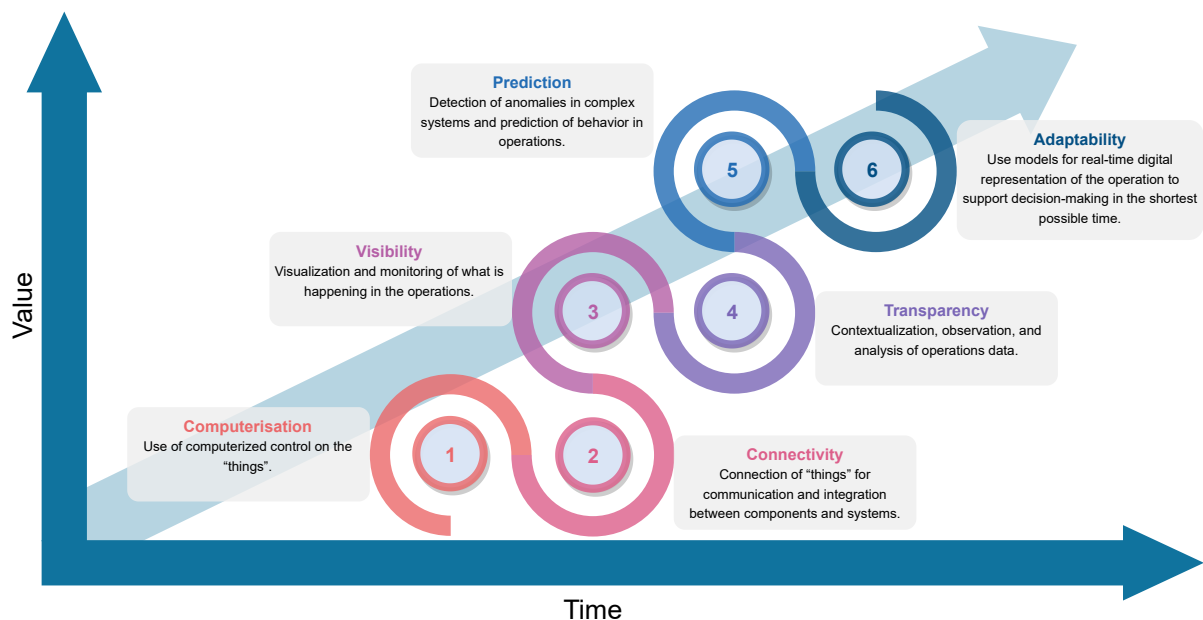 Value
Prediction
Detection of anomalies in complex
systems and prediction of behavior in
operations.
5
6
Adaptability
Use models for real-time digital
representation of the operation to
support decision-making in the shortest
possible time.
Visibility
Visualization and monitoring of what is
happening in the operations.
3
4
Transparency
Contextualization, observation, and
analysis of operations data.
Computerisation
Use of computerized control on the
“things”.
1
2
Connectivity
Connection of “things” for
communication and integration
between components and systems.
Time